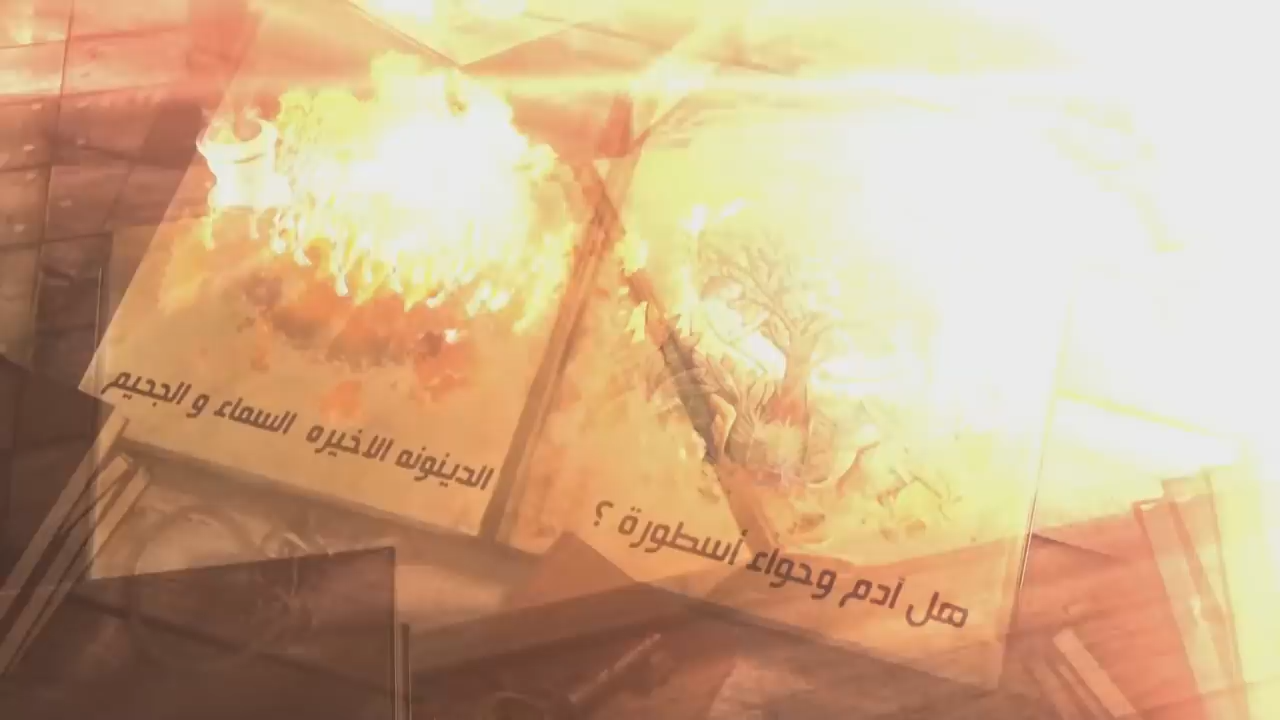 هل أدم وحواء أسطورة ؟
الدينونه الاخيره السماء و الجحيم